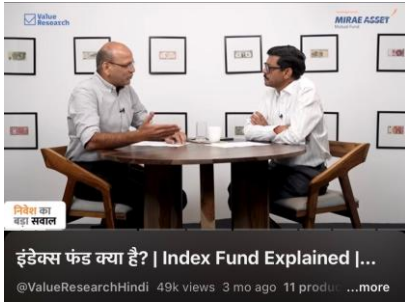 Value
Research
MIRAE ASSET
Mutual Fund
निवेश का
बड़ा सवाल
इंडेक्स फंड क्या है? | Index Fund Explained |...
@ValueResearchHindi 49k views 3 mo ago 11 produc ...more